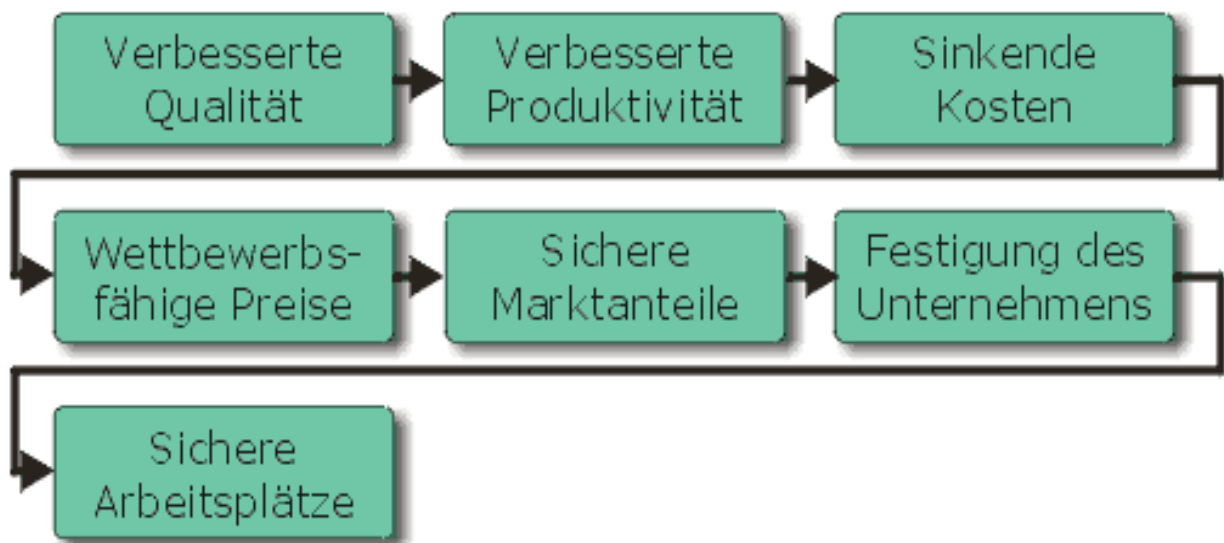 Verbesserte
Qualität
Verbesserte
Produktivität
Sinkende
Kosten
Wettbewerbs-
fähige Preise
Sichere
Marktanteile
Festigung des
Unternehmens
Sichere
Arbeitsplätze